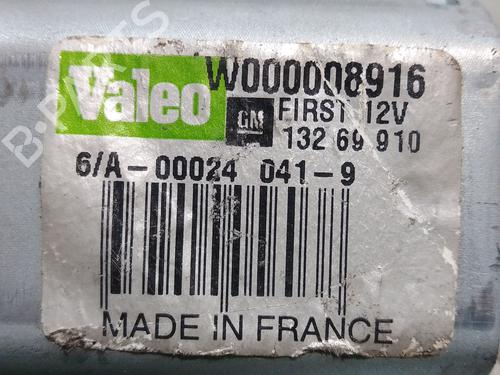 Valeo W000008916
GM FIRST 12V
132 69 910
6/A-00024 041-9
MADE IN FRANCE
B-PARTS